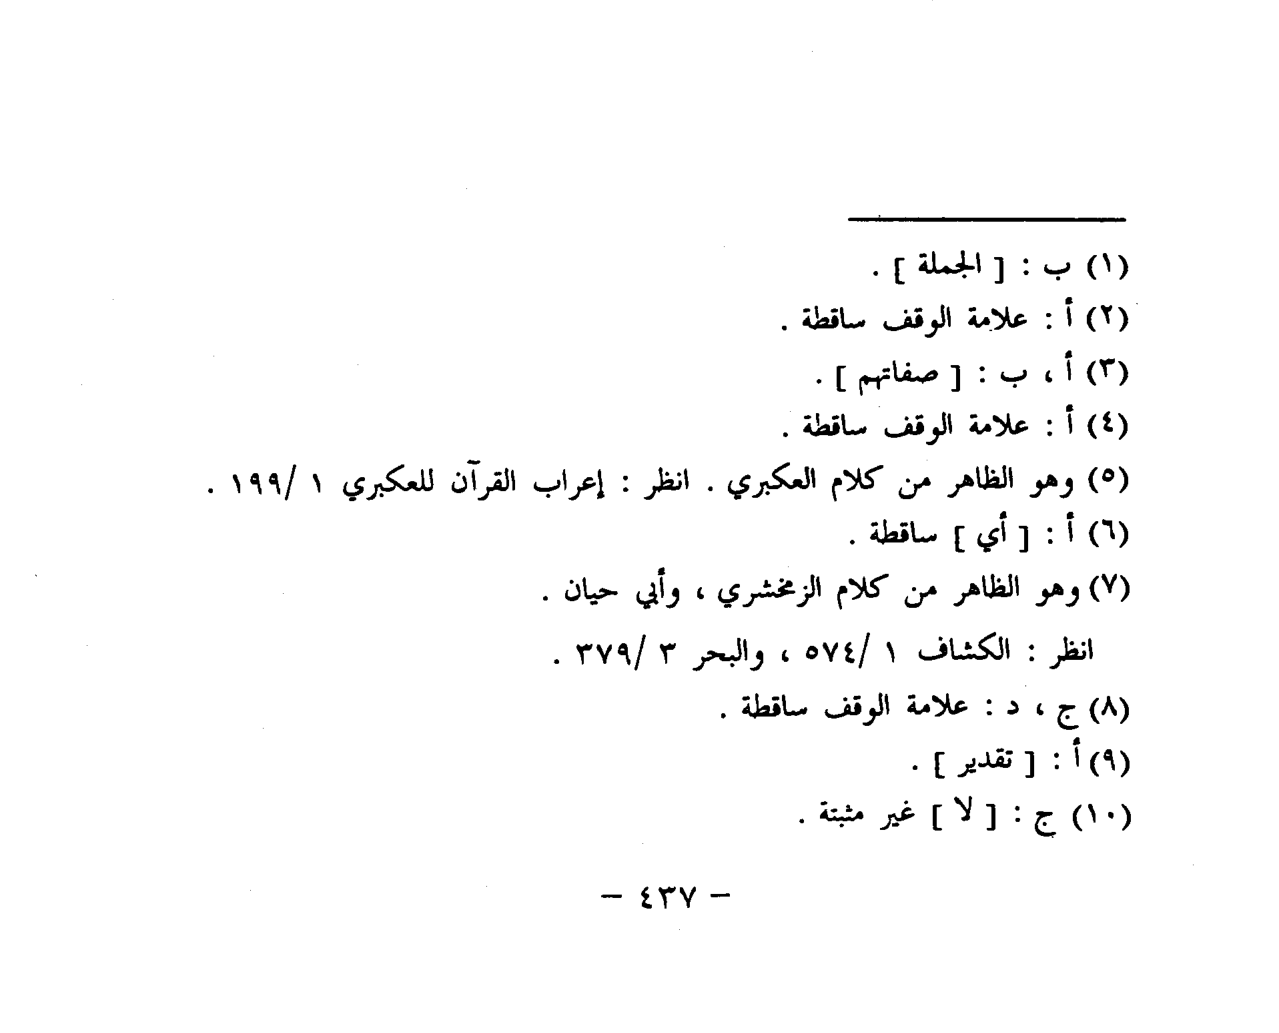 (١) ب : [ الجملة ] .
(٢) أ : علامة الوقف ساقطة .
(٣) أ ، ب : [ صفاتهم ] .
(٤) أ : علامة الوقف ساقطة .
(٥) وهو الظاهر من كلام العكبري . انظر : إعراب القرآن للعكبري ١ /١٩٩ .
(٦) أ : [ أي ] ساقطة .
(٧) وهو الظاهر من كلام الزمخشري ، وأبي حيان .
انظر : الكشاف ١ /٥٧٤ ، والبحر ٣ /٣٧٩ .
(٨) ج ، د : علامة الوقف ساقطة .
(٩) أ : [ تقدير ] .
(١٠) ج : [ لا ] غير مثبتة .
– ٤٣٧ –